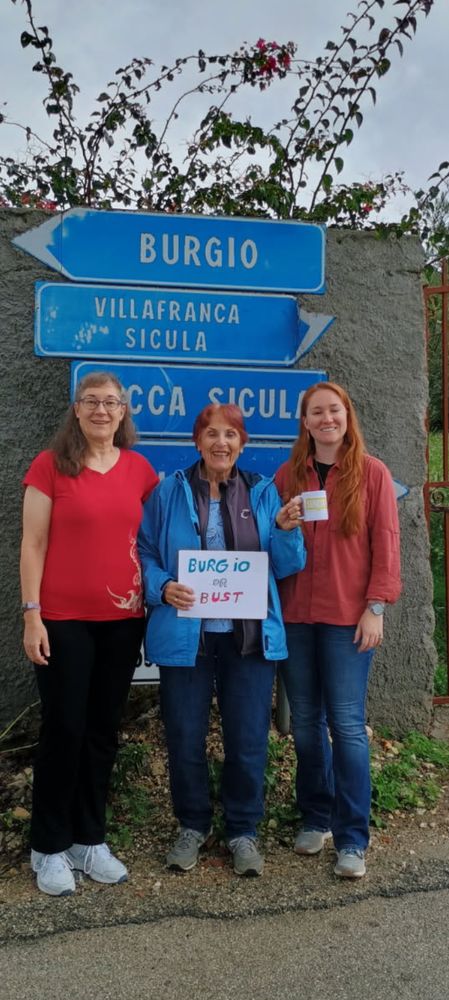 BURGIO
VILLAFRANCA
SICULA
CCA SICULA
BURGIO
OR
BUST